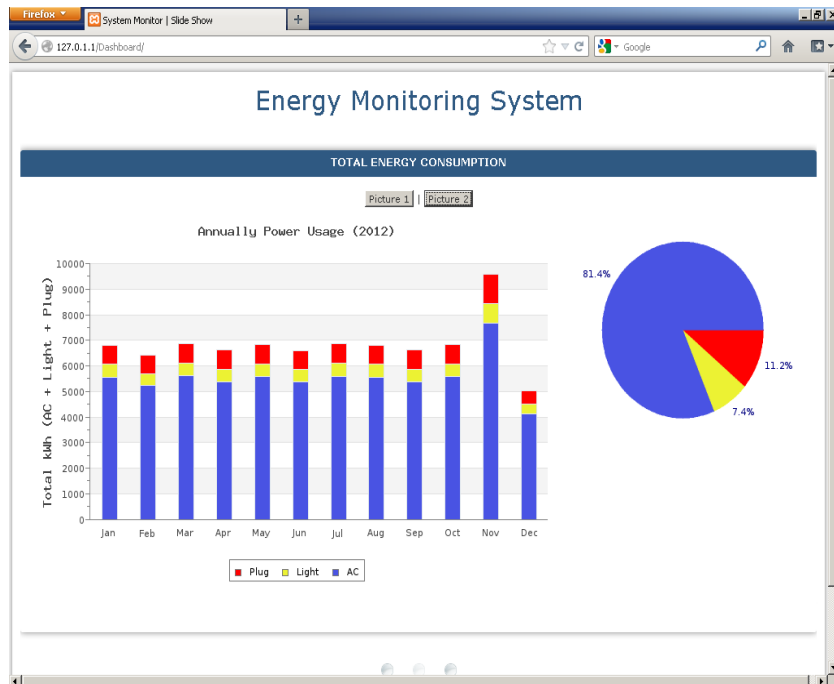 Firefox
System Monitor | Slide Show
+
127.0.1.1/Dashboard/
Google
Energy Monitoring System
TOTAL ENERGY CONSUMPTION
Picture 1 | Picture 2
Annually Power Usage (2012)
Total kWh (AC + Light + Plug)
10000
9000
8000
7000
6000
5000
4000
3000
2000
1000
0
Jan Feb Mar Apr May Jun Jul Aug Sep Oct Nov Dec
Plug Light AC
81.4%
11.2%
7.4%